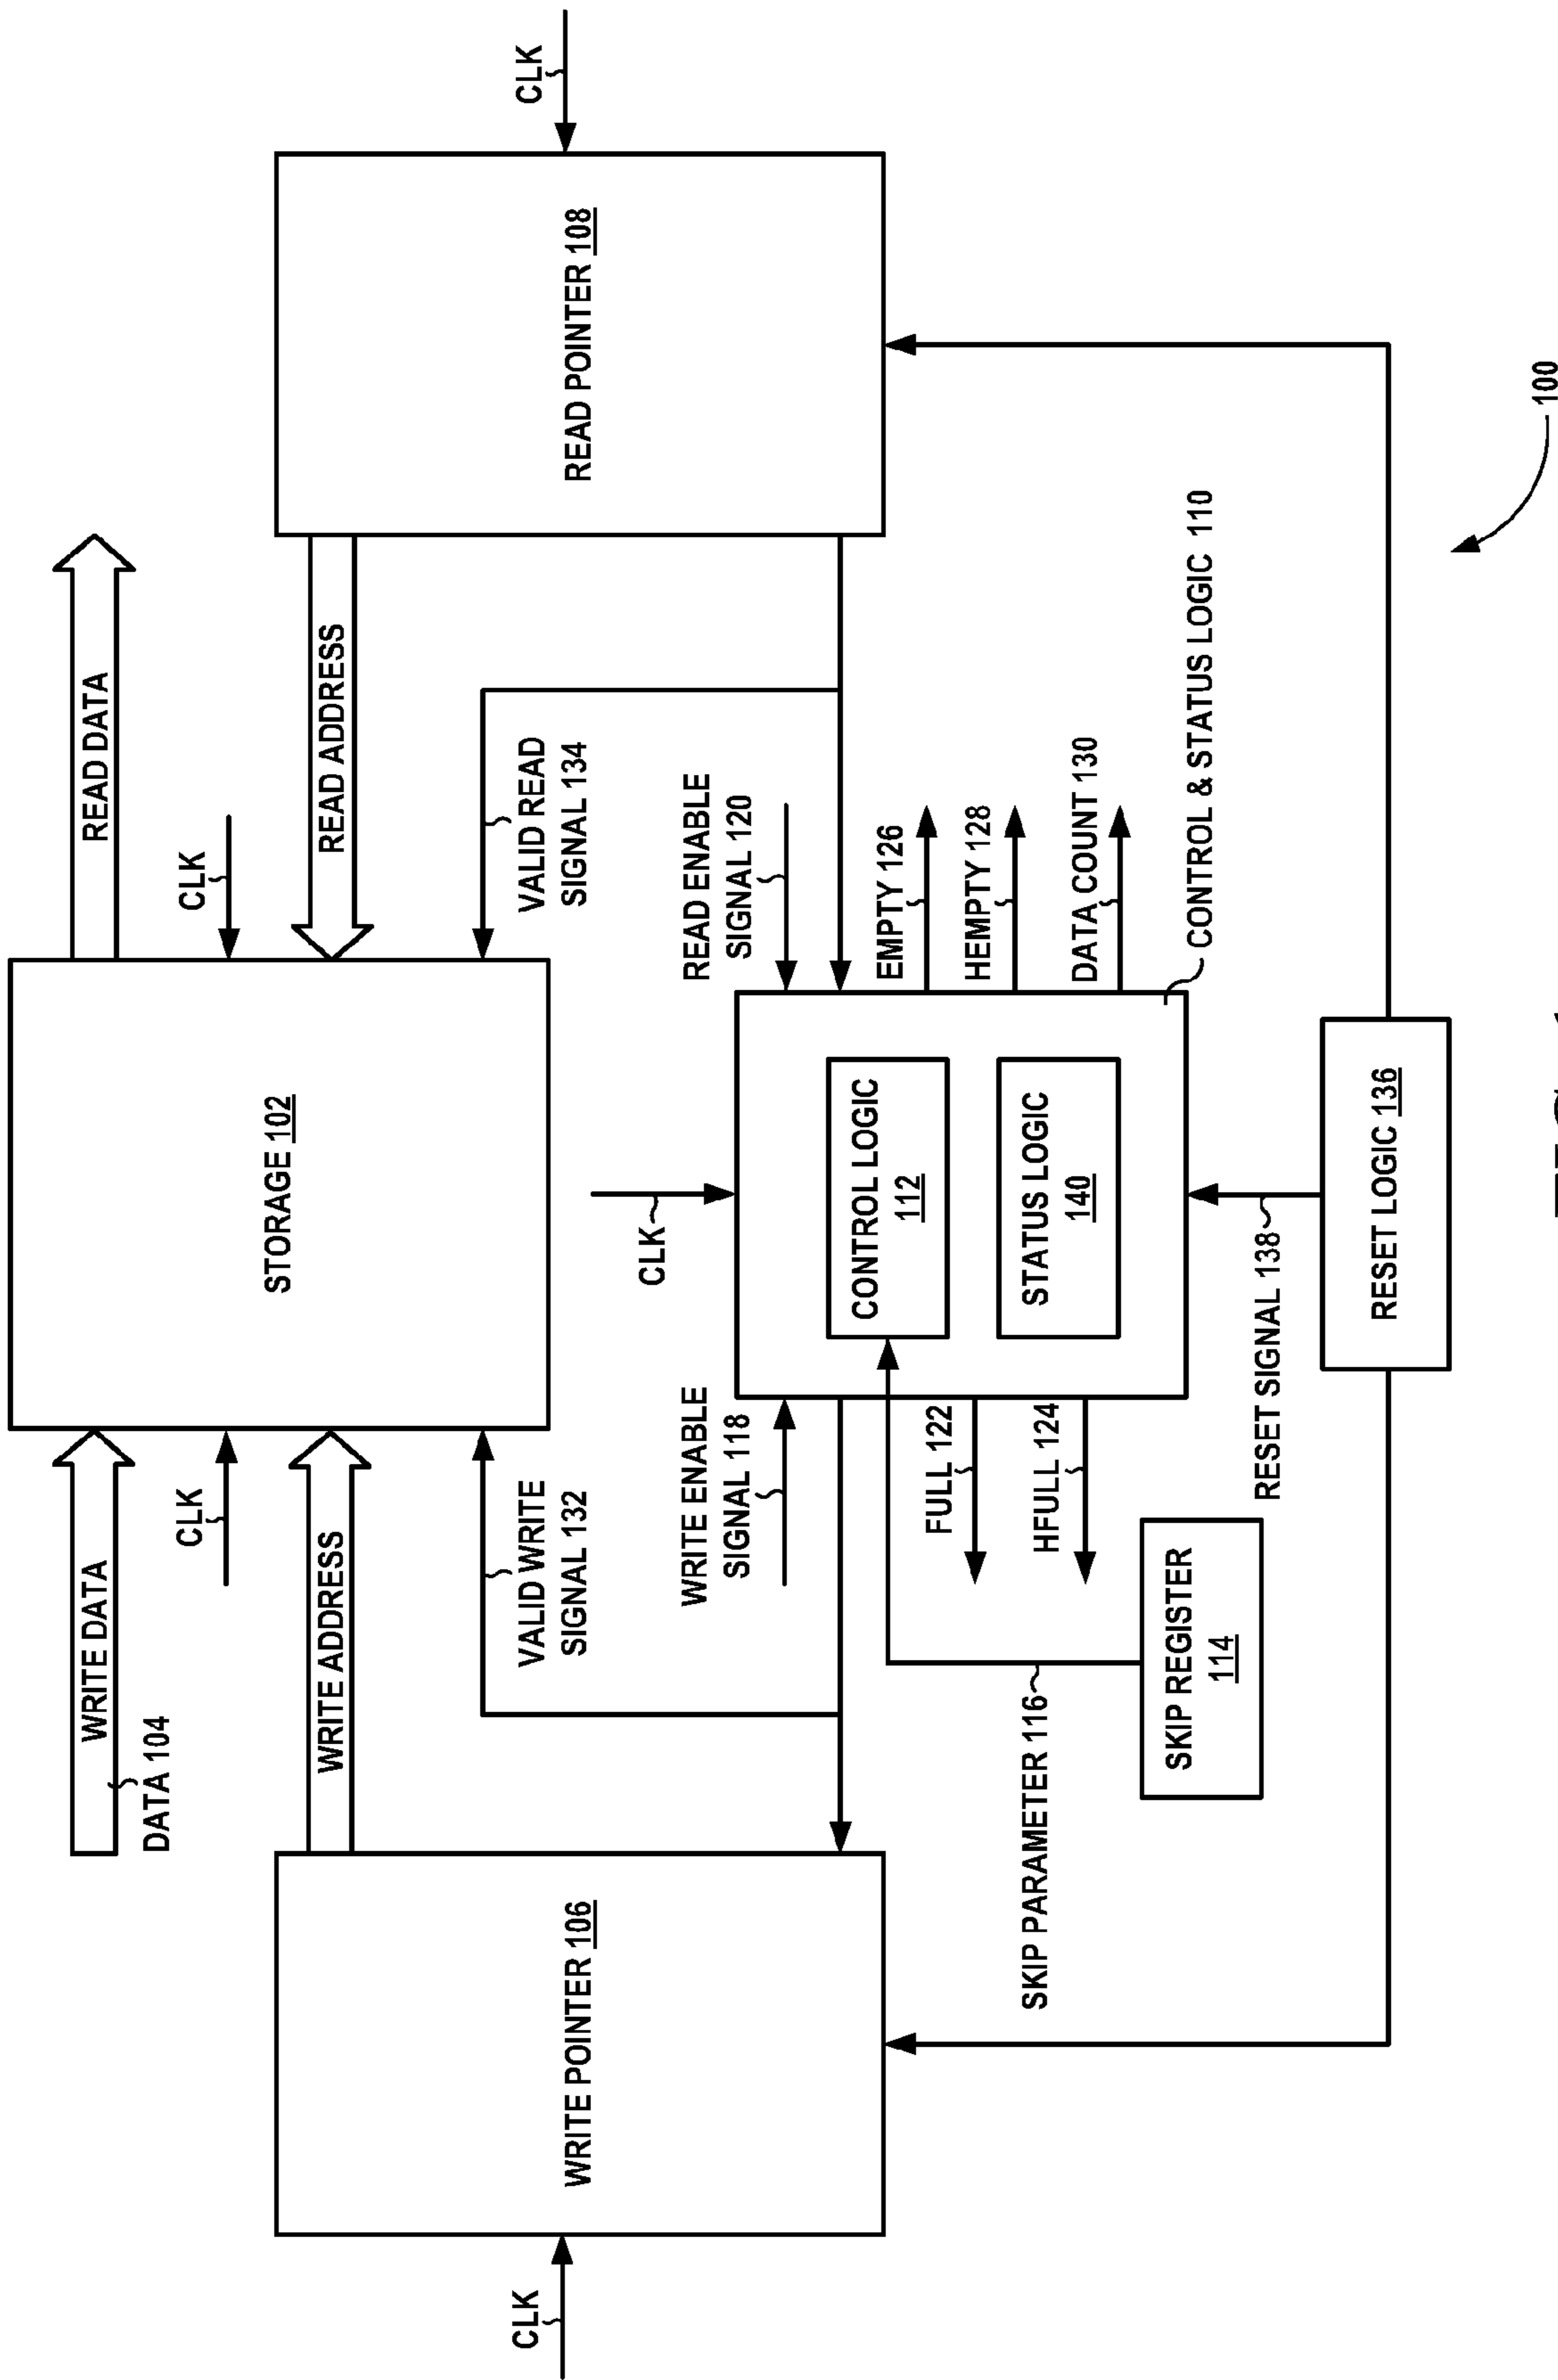 WRITE DATA
DATA 104
READ DATA
STORAGE 102
CLK
CLK
WRITE ADDRESS
READ ADDRESS
VALID WRITE
SIGNAL 132
VALID READ
SIGNAL 134
CLK
WRITE POINTER 106
READ POINTER 108
CLK
CLK
WRITE ENABLE
SIGNAL 118
READ ENABLE
SIGNAL 120
CONTROL LOGIC
112
STATUS LOGIC
140
FULL 122
HFULL 124
EMPTY 126
HEMPTY 128
DATA COUNT 130
CONTROL & STATUS LOGIC 110
SKIP PARAMETER 116
SKIP REGISTER
114
RESET SIGNAL 138
RESET LOGIC 136
100